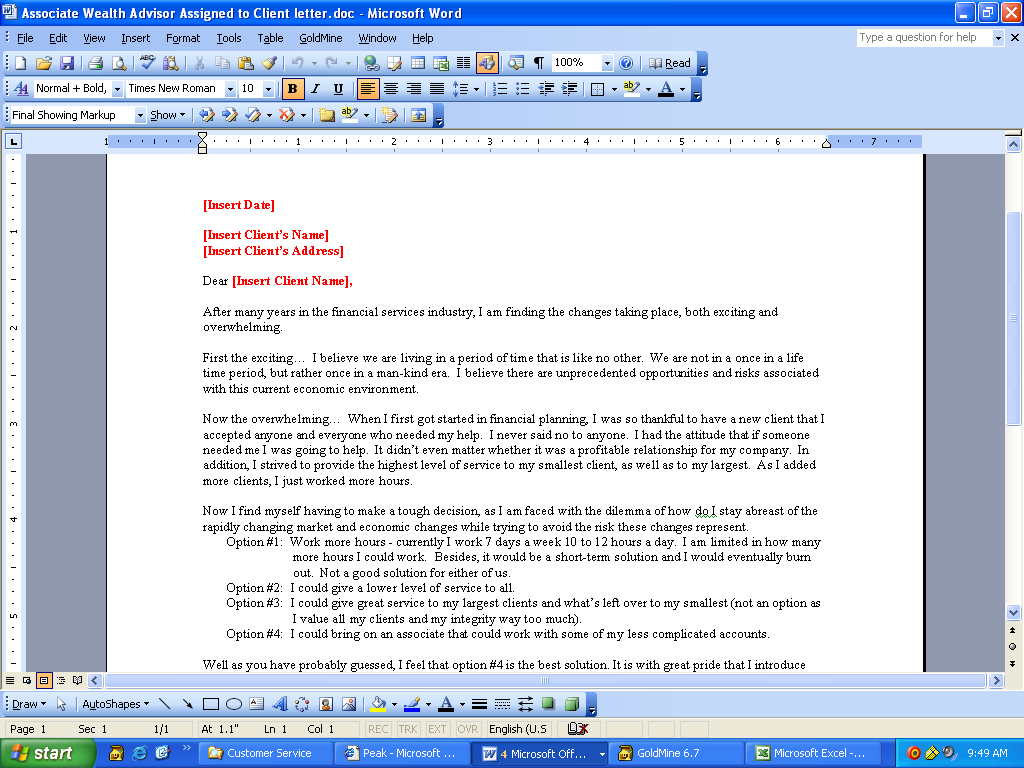 Associate Wealth Advisor Assigned to Client letter.doc - Microsoft Word
File Edit View Insert Format Tools Table GoldMine Window Help
Type a question for help
100% Read
Normal + Bold, Times New Roman 10 B I U
Final Showing Markup Show
1 1 2 3 4 5 6 7
[Insert Date]
[Insert Client's Name]
[Insert Client's Address]
Dear [Insert Client Name],
After many years in the financial services industry, I am finding the changes taking place, both exciting and
overwhelming.
First the exciting… I believe we are living in a period of time that is like no other. We are not in a once in a life
time period, but rather once in a man-kind era. I believe there are unprecedented opportunities and risks associated
with this current economic environment.
Now the overwhelming… When I first got started in financial planning, I was so thankful to have a new client that I
accepted anyone and everyone who needed my help. I never said no to anyone. I had the attitude that if someone
needed me I was going to help. It didn't even matter whether it was a profitable relationship for my company. In
addition, I strived to provide the highest level of service to my smallest client, as well as to my largest. As I added
more clients, I just worked more hours.
Now I find myself having to make a tough decision, as I am faced with the dilemma of how do I stay abreast of the
rapidly changing market and economic changes while trying to avoid the risk these changes represent.
Option #1: Work more hours - currently I work 7 days a week 10 to 12 hours a day. I am limited in how many
more hours I could work. Besides, it would be a short-term solution and I would eventually burn
out. Not a good solution for either of us.
Option #2: I could give a lower level of service to all.
Option #3: I could give great service to my largest clients and what's left over to my smallest (not an option as
I value all my clients and my integrity way too much).
Option #4: I could bring on an associate that could work with some of my less complicated accounts.
Well as you have probably guessed, I feel that option #4 is the best solution. It is with great pride that I introduce
Draw AutoShapes
Page 1 Sec 1 1/1 At 1.1" Ln 1 Col 1 REC TRK EXT OVR English (U.S
start Customer Service Peak - Microsoft ... 4 Microsoft Off... GoldMine 6.7 Microsoft Excel -... 9:49 AM